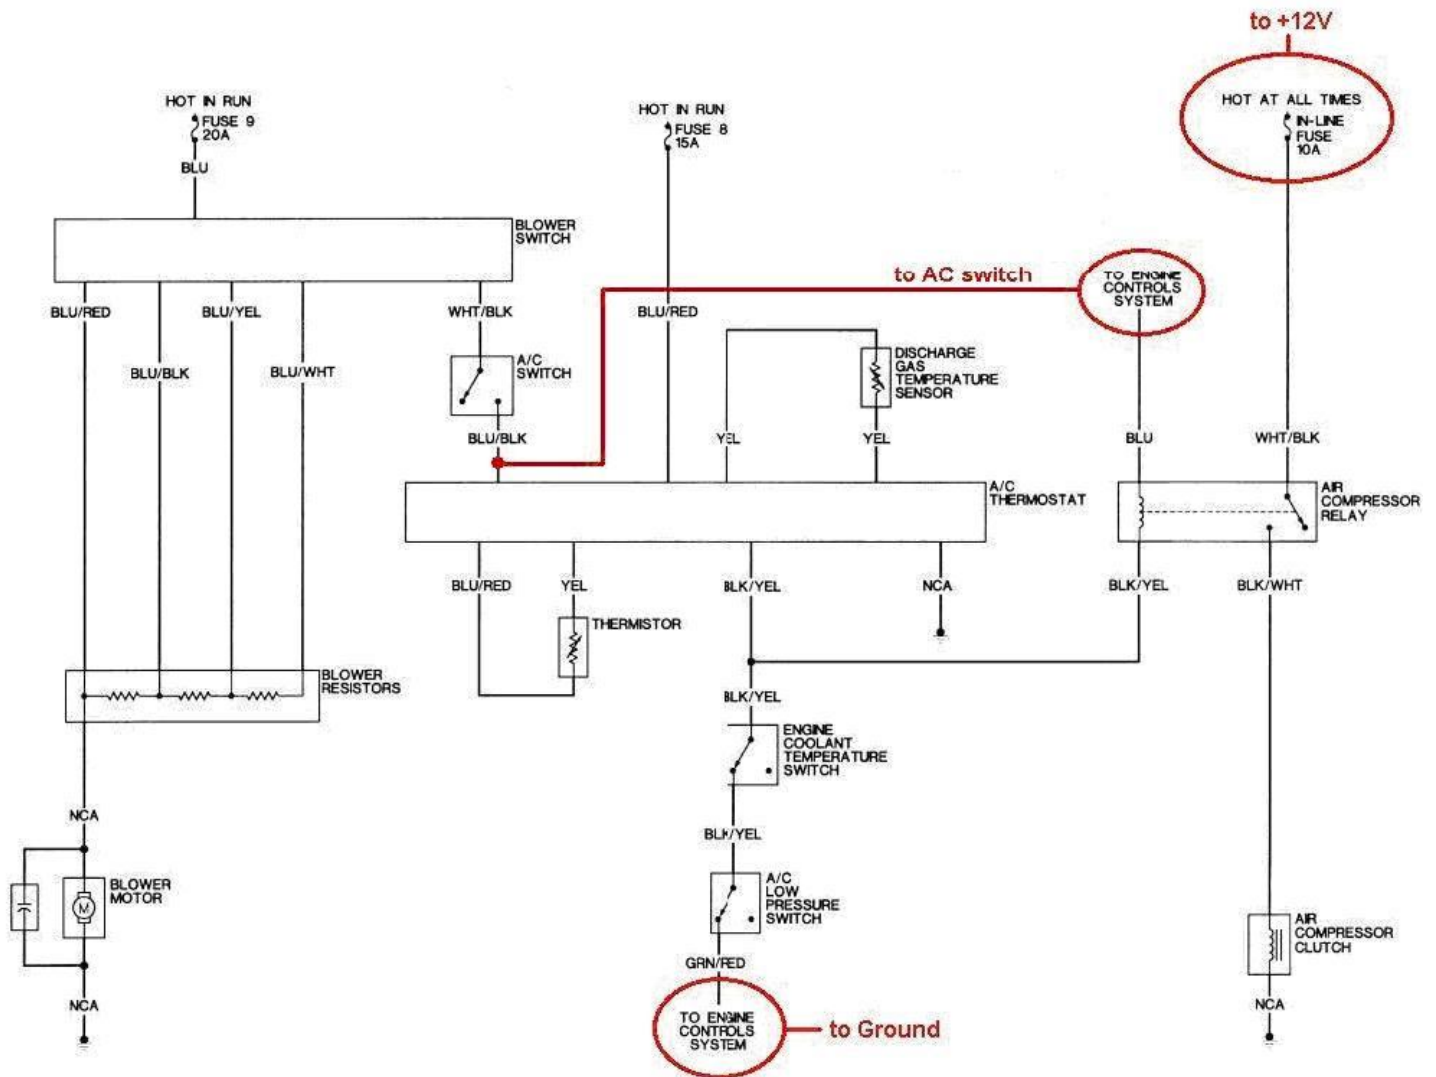 to +12V
HOT IN RUN
FUSE 9
20A
BLU
HOT IN RUN
FUSE 8
15A
HOT AT ALL TIMES
IN-LINE
FUSE
10A
BLOWER
SWITCH
to AC switch
TO ENGINE
CONTROLS
SYSTEM
BLU/RED
BLU/YEL
WHT/BLK
BLU/RED
BLU/BLK
BLU/WHT
A/C
SWITCH
DISCHARGE
GAS
TEMPERATURE
SENSOR
BLU/BLK
YEL
YEL
BLU
WHT/BLK
A/C
THERMOSTAT
AIR
COMPRESSOR
RELAY
BLU/RED
YEL
BLK/YEL
NCA
BLK/YEL
BLK/WHT
THERMISTOR
BLOWER
RESISTORS
BLK/YEL
ENGINE
COOLANT
TEMPERATURE
SWITCH
NCA
BLK/YEL
BLOWER
MOTOR
M
A/C
LOW
PRESSURE
SWITCH
AIR
COMPRESSOR
CLUTCH
GRN/RED
NCA
NCA
TO ENGINE
CONTROLS
SYSTEM
to Ground